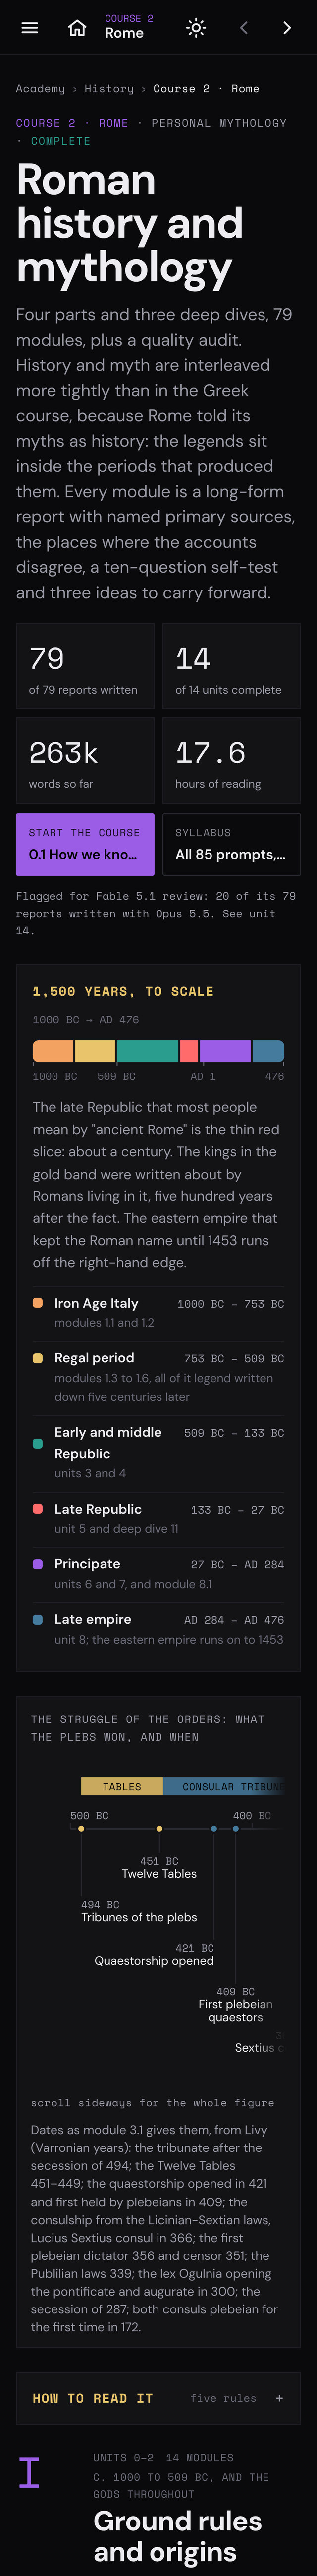 COURSE 2
Rome
Academy › History › Course 2 · Rome
COURSE 2 · ROME · PERSONAL MYTHOLOGY
· COMPLETE
Roman
history and
mythology
Four parts and three deep dives, 79
modules, plus a quality audit.
History and myth are interleaved
more tightly than in the Greek
course, because Rome told its
myths as history: the legends sit
inside the periods that produced
them. Every module is a long-form
report with named primary sources,
the places where the accounts
disagree, a ten-question self-test
and three ideas to carry forward.
79
of 79 reports written
14
of 14 units complete
263k
words so far
17.6
hours of reading
START THE COURSE
0.1 How we kno…
SYLLABUS
All 85 prompts,…
Flagged for Fable 5.1 review: 20 of its 79
reports written with Opus 5.5. See unit
14.
1,500 YEARS, TO SCALE
1000 BC → AD 476
1000 BC 509 BC AD 1 476
The late Republic that most people
mean by "ancient Rome" is the thin red
slice: about a century. The kings in the
gold band were written about by
Romans living in it, five hundred years
after the fact. The eastern empire that
kept the Roman name until 1453 runs
off the right-hand edge.
Iron Age Italy 1000 BC – 753 BC
modules 1.1 and 1.2
Regal period 753 BC – 509 BC
modules 1.3 to 1.6, all of it legend written
down five centuries later
Early and middle 509 BC – 133 BC
Republic
units 3 and 4
Late Republic 133 BC – 27 BC
unit 5 and deep dive 11
Principate 27 BC – AD 284
units 6 and 7, and module 8.1
Late empire AD 284 – AD 476
unit 8; the eastern empire runs on to 1453
THE STRUGGLE OF THE ORDERS: WHAT
THE PLEBS WON, AND WHEN
TABLES CONSULAR TRIBUN
500 BC 400 BC
451 BC
Twelve Tables
494 BC
Tribunes of the plebs
421 BC
Quaestorship opened
409 BC
First plebeian
quaestors
Sextius c
scroll sideways for the whole figure
Dates as module 3.1 gives them, from Livy
(Varronian years): the tribunate after the
secession of 494; the Twelve Tables
451–449; the quaestorship opened in 421
and first held by plebeians in 409; the
consulship from the Licinian-Sextian laws,
Lucius Sextius consul in 366; the first
plebeian dictator 356 and censor 351; the
Publilian laws 339; the lex Ogulnia opening
the pontificate and augurate in 300; the
secession of 287; both consuls plebeian for
the first time in 172.
HOW TO READ IT five rules +
I
UNITS 0–2 14 MODULES
C. 1000 TO 509 BC, AND THE
GODS THROUGHOUT
Ground rules
and origins